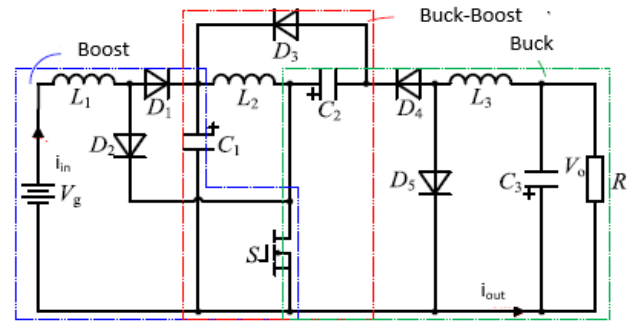 Buck-Boost
Boost
Buck
D3
L1
D1
L2
C2
D4
L3
D2
C1
iin
Vg
D5
C3
Vo
R
S
iout